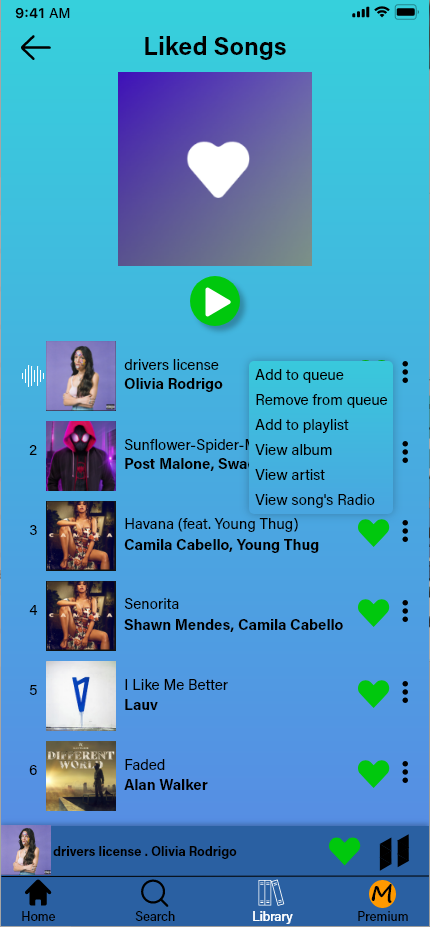 9:41 AM
Liked Songs
drivers license
Olivia Rodrigo
Add to queue
Remove from queue
Add to playlist
View album
View artist
View song's Radio
2
Sunflower-Spider-
Post Malone,
3
Havana (feat. Young Thug)
Camila Cabello, Young Thug
4
Senorita
Shawn Mendes, Camila Cabello
5
I Like Me Better
Lauv
6
Faded
Alan Walker
DIFFERENT
WORLD
drivers license . Olivia Rodrigo
Home
Search
Library
M
Premium